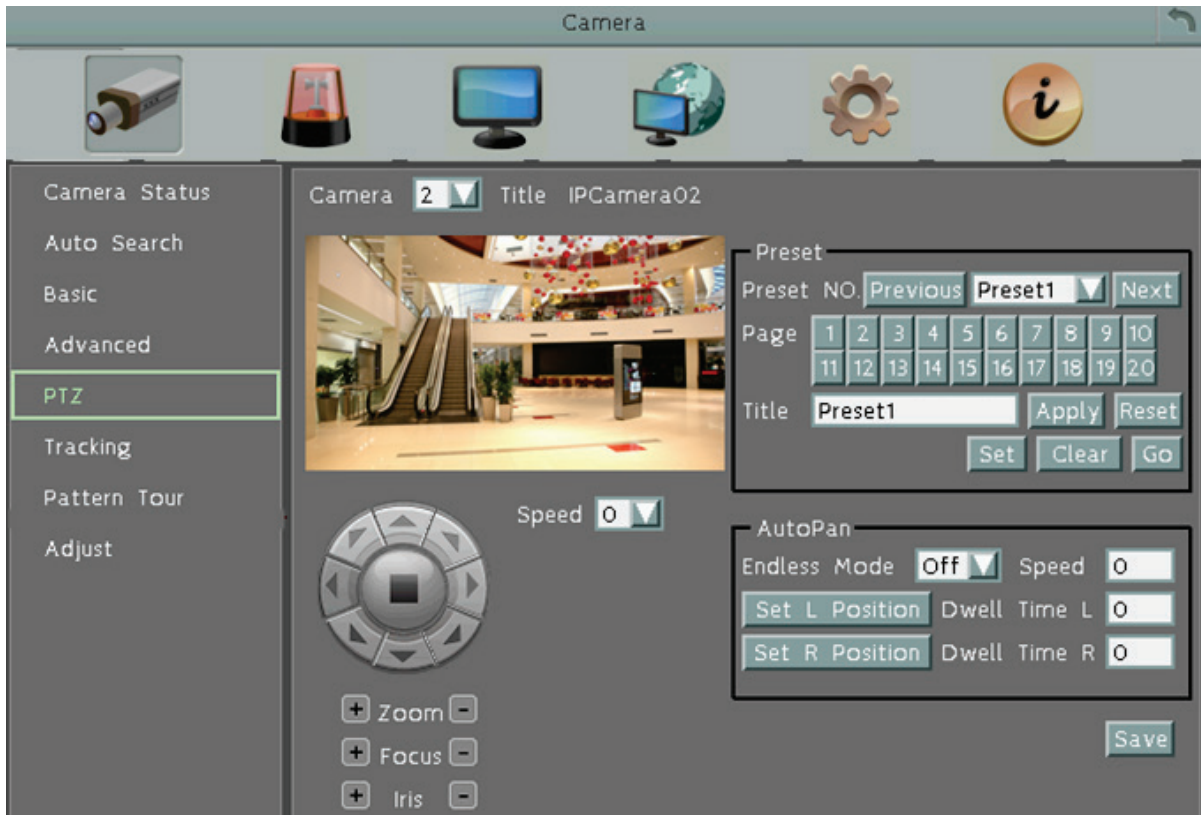 Camera
Camera Status
Auto Search
Basic
Advanced
PTZ
Tracking
Pattern Tour
Adjust
Camera 2 Title IPCamera02
Preset
Preset NO. Previous Preset1 Next
Page 1 2 3 4 5 6 7 8 9 10
11 12 13 14 15 16 17 18 19 20
Title Preset1 Apply Reset
Set Clear Go
Speed 0
AutoPan
Endless Mode Off Speed 0
Set L Position Dwell Time L 0
Set R Position Dwell Time R 0
+ Zoom -
+ Focus -
+ Iris -
Save